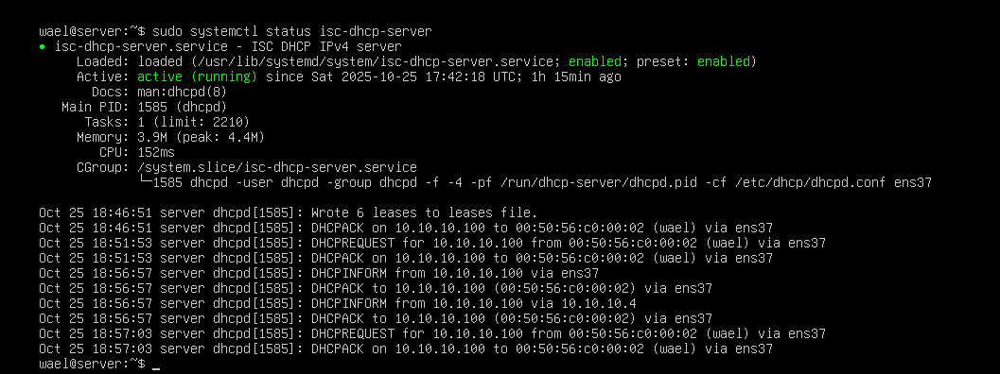 wael@server:~$ sudo systemctl status isc-dhcp-server
● isc-dhcp-server.service - ISC DHCP IPv4 server
     Loaded: loaded (/usr/lib/systemd/system/isc-dhcp-server.service; enabled; preset: enabled)
     Active: active (running) since Sat 2025-10-25 17:42:18 UTC; 1h 15min ago
       Docs: man:dhcpd(8)
   Main PID: 1585 (dhcpd)
      Tasks: 1 (limit: 2210)
     Memory: 3.9M (peak: 4.4M)
        CPU: 152ms
     CGroup: /system.slice/isc-dhcp-server.service
             └─1585 dhcpd -user dhcpd -group dhcpd -f -4 -pf /run/dhcp-server/dhcpd.pid -cf /etc/dhcp/dhcpd.conf ens37

Oct 25 18:46:51 server dhcpd[1585]: Wrote 6 leases to leases file.
Oct 25 18:46:51 server dhcpd[1585]: DHCPACK on 10.10.10.100 to 00:50:56:c0:00:02 (wael) via ens37
Oct 25 18:51:53 server dhcpd[1585]: DHCPREQUEST for 10.10.10.100 from 00:50:56:c0:00:02 (wael) via ens37
Oct 25 18:51:53 server dhcpd[1585]: DHCPACK on 10.10.10.100 to 00:50:56:c0:00:02 (wael) via ens37
Oct 25 18:56:57 server dhcpd[1585]: DHCPINFORM from 10.10.10.100 via ens37
Oct 25 18:56:57 server dhcpd[1585]: DHCPACK to 10.10.10.100 (00:50:56:c0:00:02) via ens37
Oct 25 18:56:57 server dhcpd[1585]: DHCPINFORM from 10.10.10.100 via 10.10.10.4
Oct 25 18:56:57 server dhcpd[1585]: DHCPACK to 10.10.10.100 (00:50:56:c0:00:02) via ens37
Oct 25 18:57:03 server dhcpd[1585]: DHCPREQUEST for 10.10.10.100 from 00:50:56:c0:00:02 (wael) via ens37
Oct 25 18:57:03 server dhcpd[1585]: DHCPACK on 10.10.10.100 to 00:50:56:c0:00:02 (wael) via ens37
wael@server:~$ _